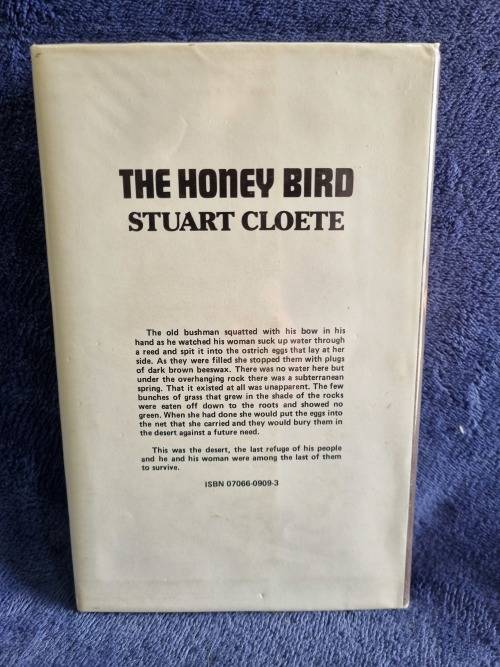 THE HONEY BIRD
STUART CLOETE
The old bushman squatted with his bow in his
hand as he watched his woman suck up water through
a reed and spit it into the ostrich eggs that lay at her
side. As they were filled she stopped them with plugs
of dark brown beeswax. There was no water here but
under the overhanging rock there was a subterranean
spring. That it existed at all was unapparent. The few
bunches of grass that grew in the shade of the rocks
were eaten off down to the roots and showed no
green. When she had done she would put the eggs into
the net that she carried and they would bury them in
the desert against a future need.
This was the desert, the last refuge of his people
and he and his woman were among the last of them
to survive.
ISBN 07066-0909-3